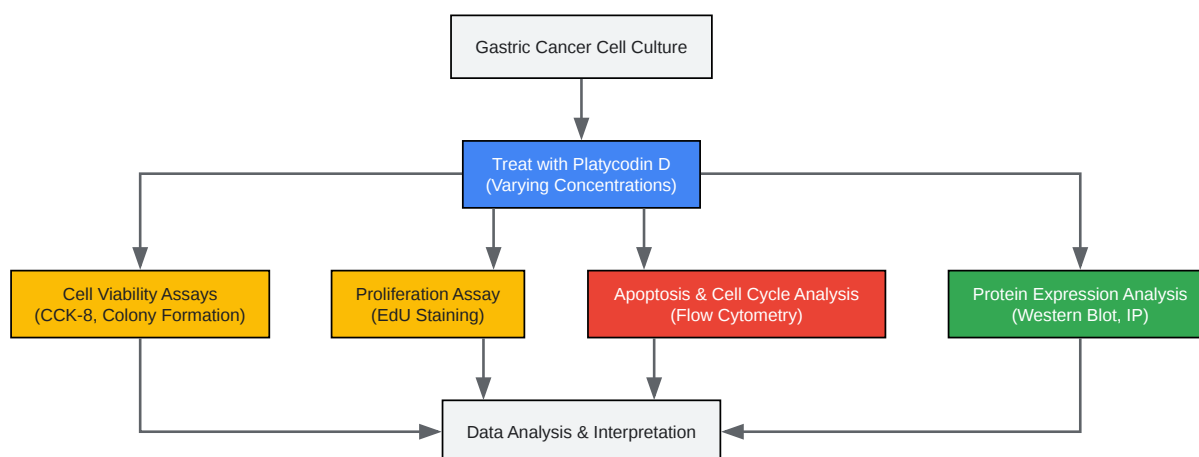 Gastric Cancer Cell Culture
Treat with Platycodin D
(Varying Concentrations)
Cell Viability Assays
(CCK-8, Colony Formation)
Proliferation Assay
(EdU Staining)
Apoptosis & Cell Cycle Analysis
(Flow Cytometry)
Protein Expression Analysis
(Western Blot, IP)
Data Analysis & Interpretation